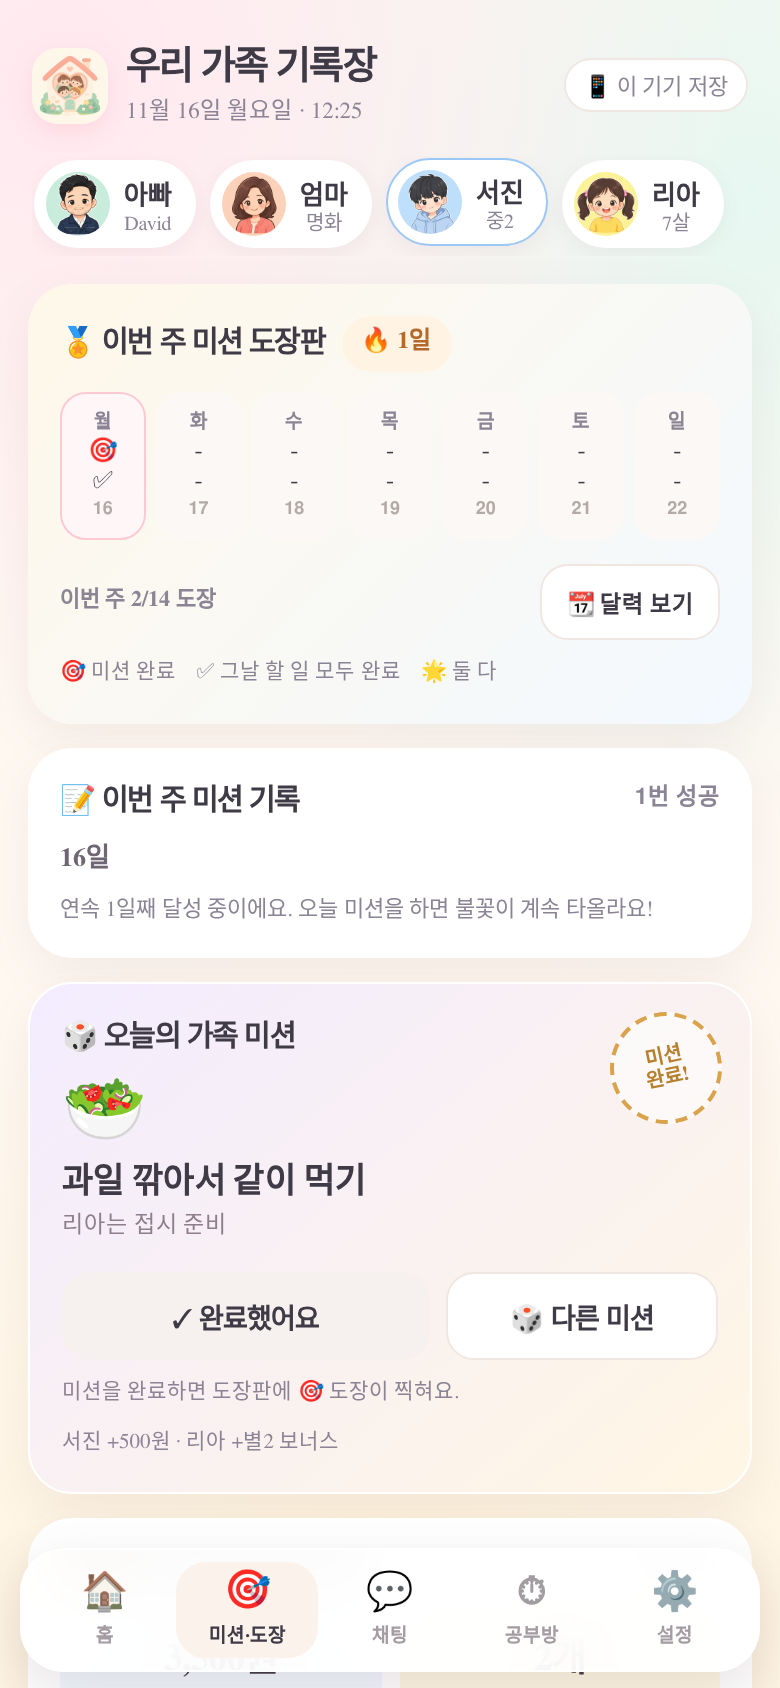 우리 가족 기록장
11월 16일 월요일 · 12:25
📱 이 기기 저장
아빠
David
엄마
명화
서진
중2
리아
7살
🏅 이번 주 미션 도장판
🔥 1일
월 화 수 목 금 토 일
🎯 - - - - - -
✅ - - - - - -
16 17 18 19 20 21 22
이번 주 2/14 도장
📆 달력 보기
🎯 미션 완료 ✅ 그날 할 일 모두 완료 🌟 둘 다
📝 이번 주 미션 기록
1번 성공
16일
연속 1일째 달성 중이에요. 오늘 미션을 하면 불꽃이 계속 타올라요!
🎲 오늘의 가족 미션
미션
완료!
과일 깎아서 같이 먹기
리아는 접시 준비
✓ 완료했어요
🎲 다른 미션
미션을 완료하면 도장판에 🎯 도장이 찍혀요.
서진 +500원 · 리아 +별2 보너스
홈
미션·도장
채팅
공부방
설정